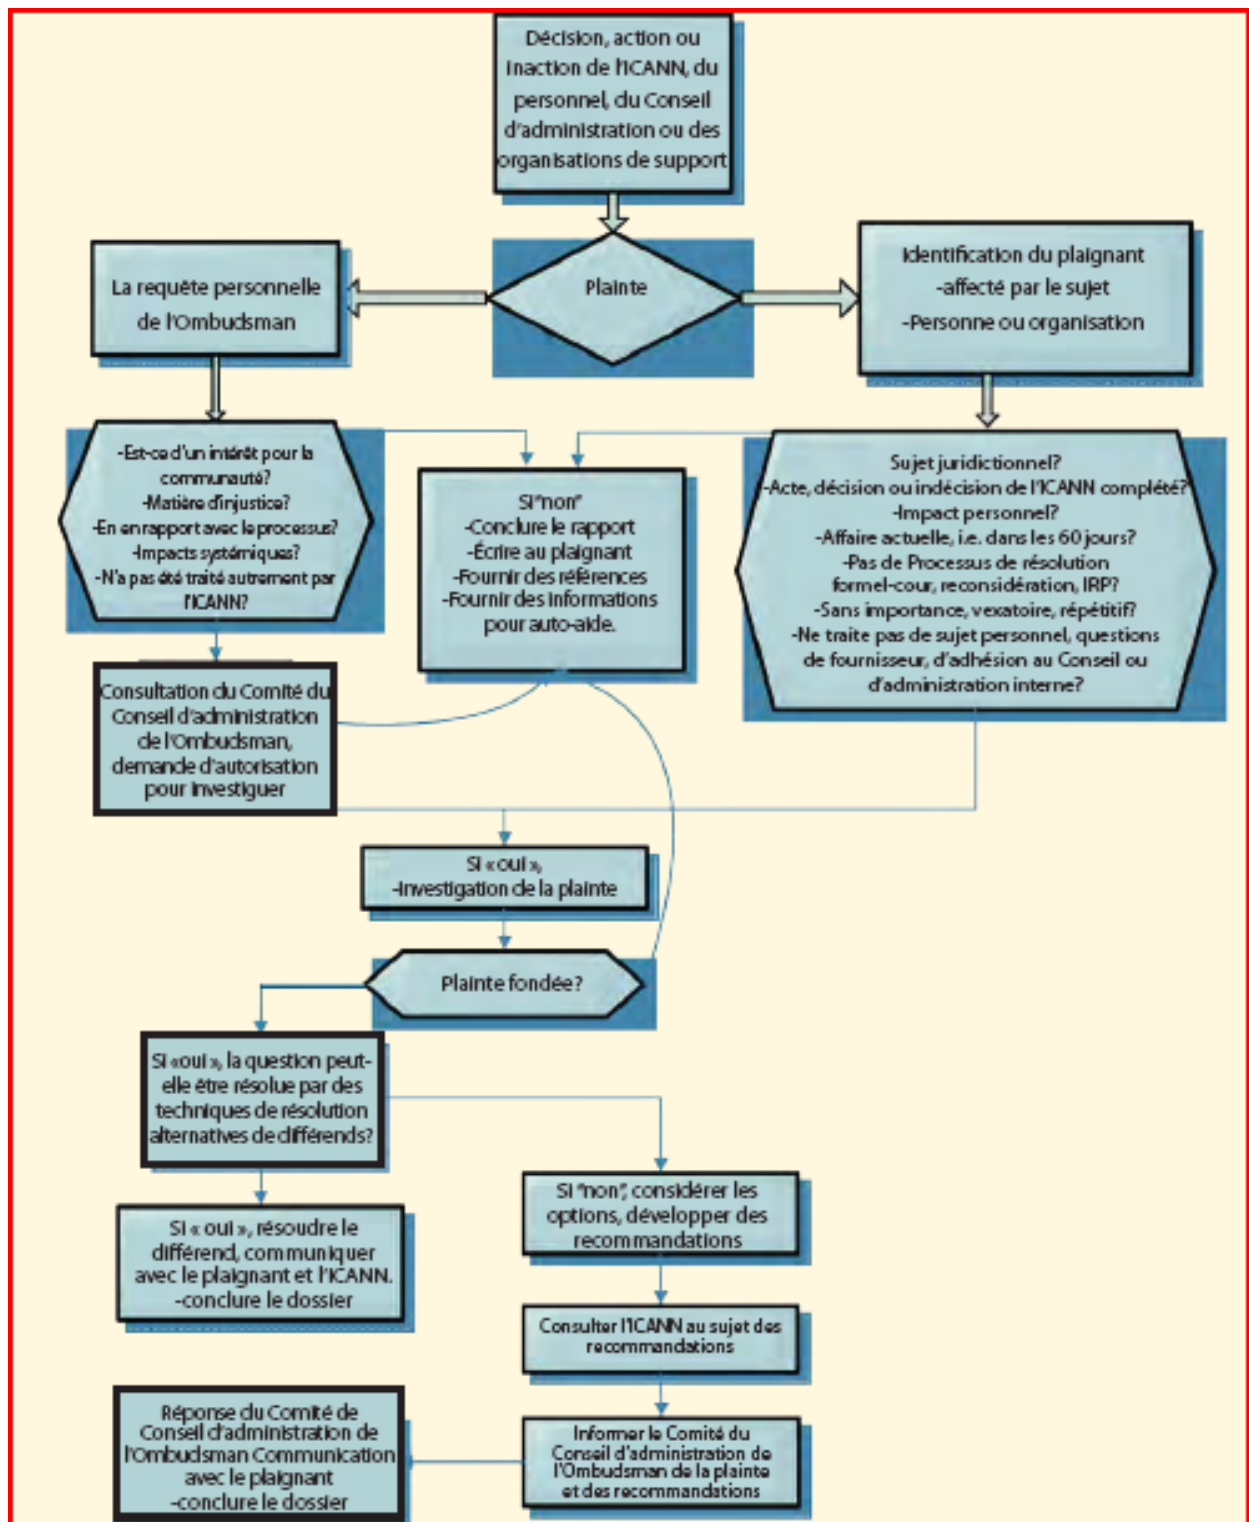 Décision, action ou
inaction de l'ICANN, du
personnel, du Conseil
d'administration ou des
organisations de support
Plainte
La requête personnelle
de l'Ombudsman
Identification du plaignant
-affecté par le sujet
-Personne ou organisation
-Est-ce d'un intérêt pour la
communauté?
-Matière d'injustice?
-En en rapport avec le processus?
-Impacts systémiques?
-N'a pas été traité autrement par
l'ICANN?
Si "non"
-Conclure le rapport
-Écrire au plaignant
-Fournir des références
-Fournir des informations
pour auto-aide.
Sujet juridictionnel?
-Acte, décision ou indécision de l'ICANN complété?
-Impact personnel?
-Affaire actuelle, i.e. dans les 60 jours?
-Pas de Processus de résolution
formel-cour, reconsidération, IRP?
-Sans importance, vexatoire, répétitif?
-Ne traite pas de sujet personnel, questions
de fournisseur, d'adhésion au Conseil ou
d'administration interne?
Consultation du Comité du
Conseil d'administration
de l'Ombudsman,
demande d'autorisation
pour investiguer
Si « oui »,
-Investigation de la plainte
Plainte fondée?
Si «oui », la question peut-
elle être résolue par des
techniques de résolution
alternatives de différends?
Si « oui », résoudre le
différend, communiquer
avec le plaignant et l'ICANN.
-conclure le dossier
Si "non", considérer les
options, développer des
recommandations
Consulter l'ICANN au sujet des
recommandations
Informer le Comité du
Conseil d'administration de
l'Ombudsman de la plainte
et des recommandations
Réponse du Comité de
Conseil d'administration de
l'Ombudsman Communication
avec le plaignant
-conclure le dossier